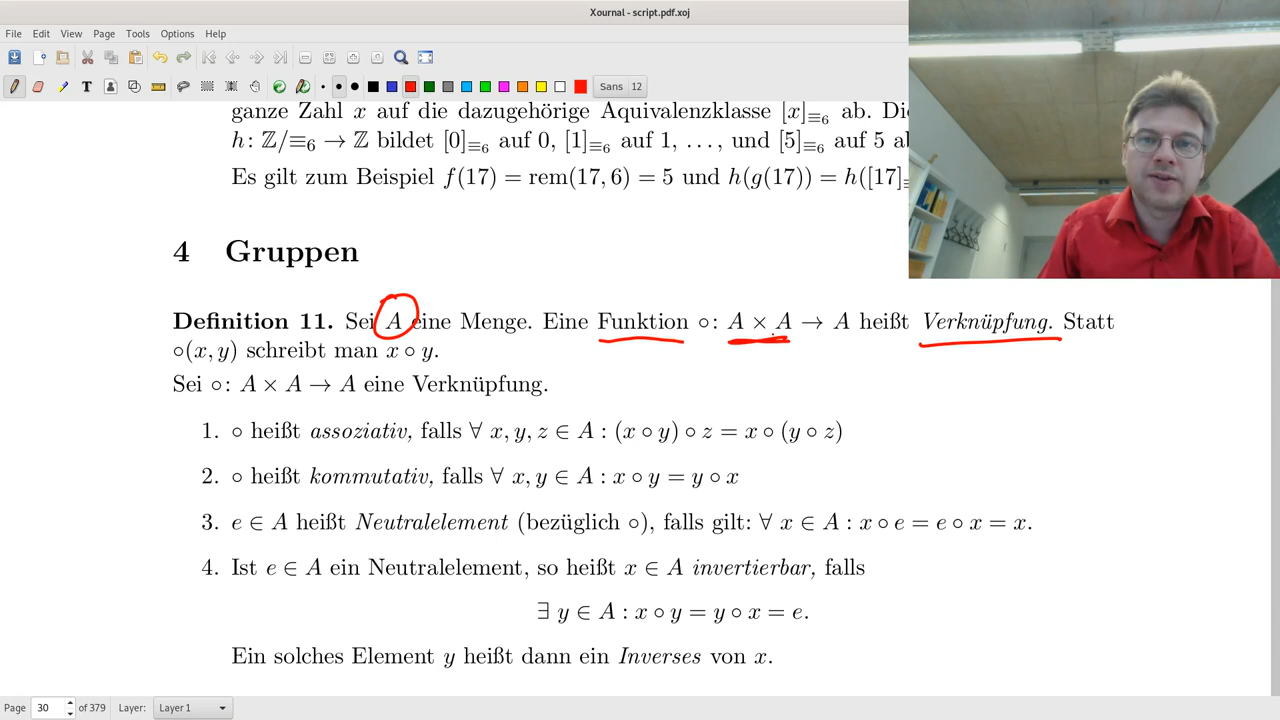 Xournal - script.pdf.xoj
File Edit View Page Tools Options Help
Sans 12
ganze Zahl x auf die dazugehörige Äquivalenzklasse [x]≡₆ ab.
h: ℤ/≡₆ → ℤ bildet [0]≡₆ auf 0, [1]≡₆ auf 1, ..., und [5]≡₆ auf 5
Es gilt zum Beispiel f(17) = rem(17, 6) = 5 und h(g(17)) = h([17]
4 Gruppen
Definition 11. Sei A eine Menge. Eine Funktion ∘: A × A → A heißt Verknüpfung. Statt
∘(x, y) schreibt man x ∘ y.
Sei ∘: A × A → A eine Verknüpfung.
1. ∘ heißt assoziativ, falls ∀ x, y, z ∈ A : (x ∘ y) ∘ z = x ∘ (y ∘ z)
2. ∘ heißt kommutativ, falls ∀ x, y ∈ A : x ∘ y = y ∘ x
3. e ∈ A heißt Neutralelement (bezüglich ∘), falls gilt: ∀ x ∈ A : x ∘ e = e ∘ x = x.
4. Ist e ∈ A ein Neutralelement, so heißt x ∈ A invertierbar, falls
∃ y ∈ A : x ∘ y = y ∘ x = e.
Ein solches Element y heißt dann ein Inverses von x.
Page 30 of 379 Layer: Layer 1